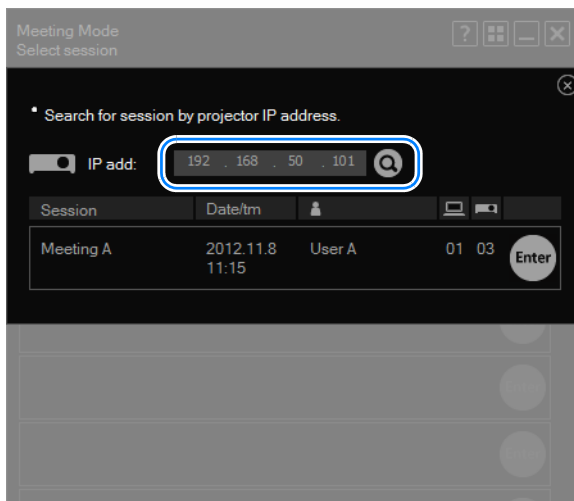 Meeting Mode
Select session
?
Search for session by projector IP address.
IP add: 192 . 168 . 50 . 101
Session Date/tm
Meeting A 2012.11.8 User A 01 03 Enter
11:15